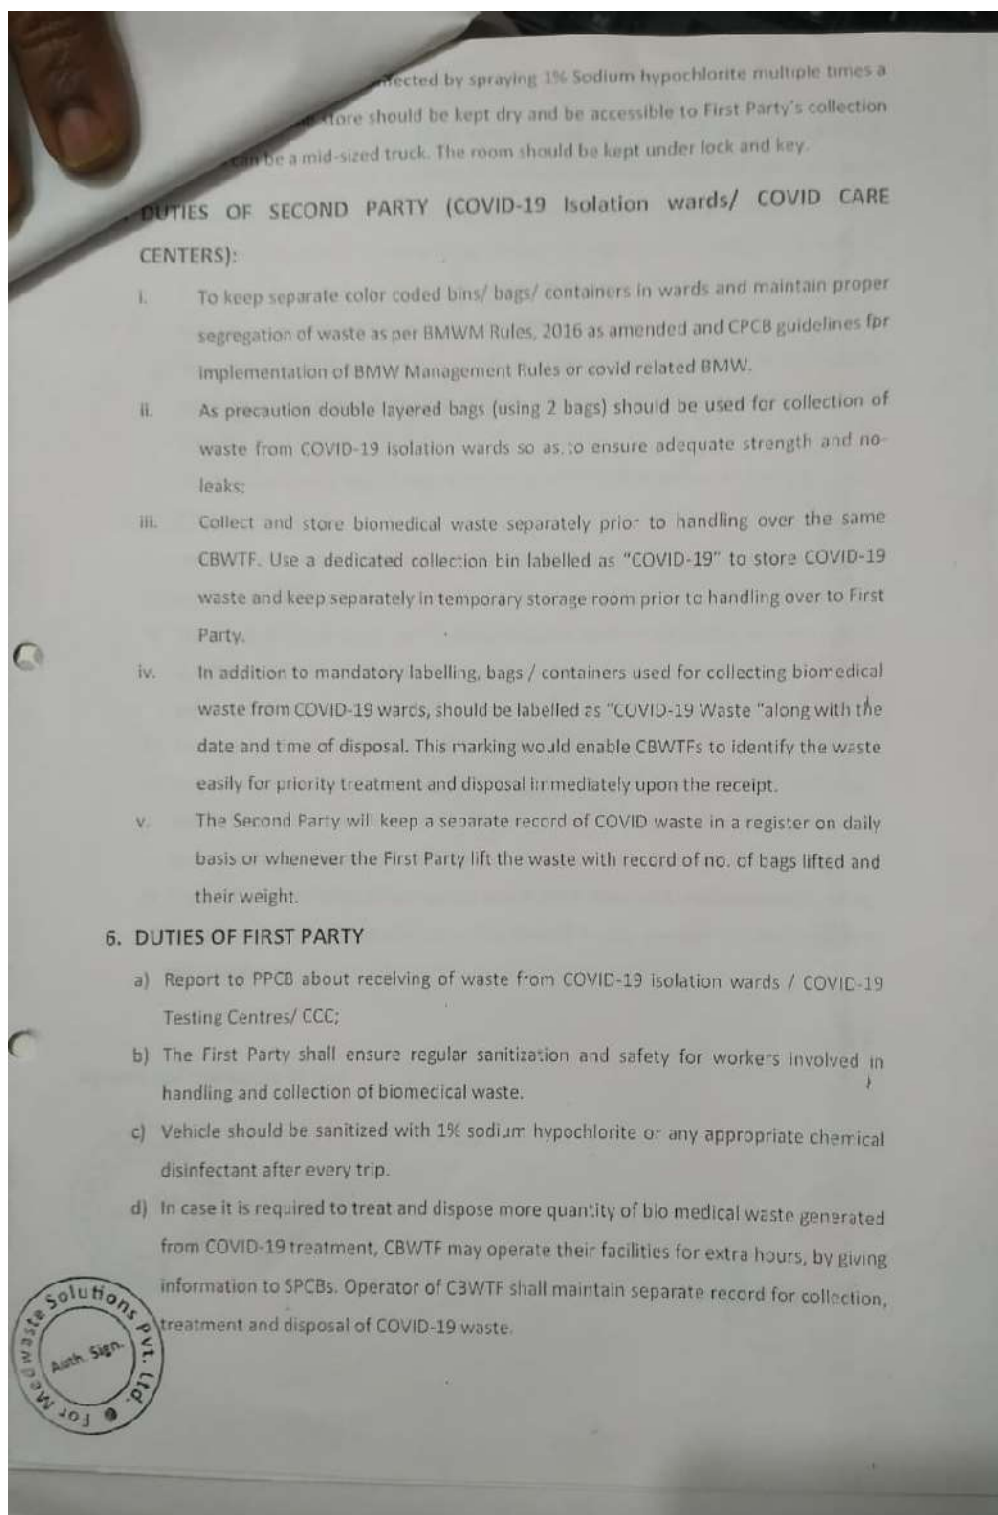 by spraying 1% Sodium hypochlorite multiple times a
should be kept dry and be accessible to First Party's collection
can be a mid-sized truck. The room should be kept under lock and key.
DUTIES OF SECOND PARTY (COVID-19 Isolation wards/ COVID CARE
CENTERS):
i. To keep separate color coded bins/ bags/ containers in wards and maintain proper
segregation of waste as per BMWM Rules, 2016 as amended and CPCB guidelines for
implementation of BMW Management Rules or covid related BMW.
ii. As precaution double layered bags (using 2 bags) should be used for collection of
waste from COVID-19 isolation wards so as to ensure adequate strength and no-
leaks;
iii. Collect and store biomedical waste separately prior to handling over the same
CBWTF. Use a dedicated collection bin labelled as "COVID-19" to store COVID-19
waste and keep separately in temporary storage room prior to handling over to First
Party.
iv. In addition to mandatory labelling, bags / containers used for collecting biomedical
waste from COVID-19 wards, should be labelled as "COVID-19 Waste "along with the
date and time of disposal. This marking would enable CBWTFs to identify the waste
easily for priority treatment and disposal immediately upon the receipt.
v. The Second Party will keep a separate record of COVID waste in a register on daily
basis or whenever the First Party lift the waste with record of no. of bags lifted and
their weight.
6. DUTIES OF FIRST PARTY
a) Report to PPCB about receiving of waste from COVID-19 isolation wards / COVID-19
Testing Centres/ CCC;
b) The First Party shall ensure regular sanitization and safety for workers involved in
handling and collection of biomedical waste.
c) Vehicle should be sanitized with 1% sodium hypochlorite or any appropriate chemical
disinfectant after every trip.
d) In case it is required to treat and dispose more quantity of bio medical waste generated
from COVID-19 treatment, CBWTF may operate their facilities for extra hours, by giving
information to SPCBs. Operator of CBWTF shall maintain separate record for collection,
treatment and disposal of COVID-19 waste.
For Medwaste Solutions Pvt. Ltd.
Auth. Sign.